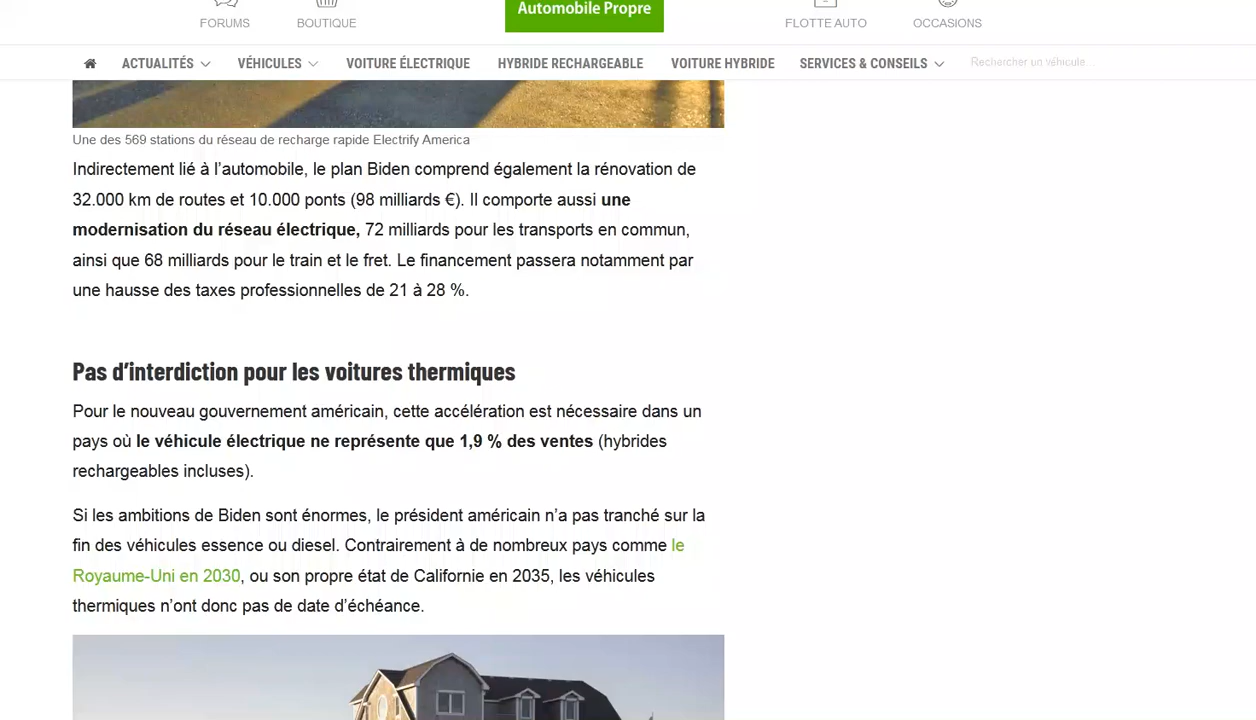 Automobile Propre
FORUMS
BOUTIQUE
FLOTTE AUTO
OCCASIONS
ACTUALITÉS
VÉHICULES
VOITURE ÉLECTRIQUE
HYBRIDE RECHARGEABLE
VOITURE HYBRIDE
SERVICES & CONSEILS
Rechercher un véhicule...
Une des 569 stations du réseau de recharge rapide Electrify America
Indirectement lié à l’automobile, le plan Biden comprend également la rénovation de
32.000 km de routes et 10.000 ponts (98 milliards €). Il comporte aussi une
modernisation du réseau électrique, 72 milliards pour les transports en commun,
ainsi que 68 milliards pour le train et le fret. Le financement passera notamment par
une hausse des taxes professionnelles de 21 à 28 %.
Pas d’interdiction pour les voitures thermiques
Pour le nouveau gouvernement américain, cette accélération est nécessaire dans un
pays où le véhicule électrique ne représente que 1,9 % des ventes (hybrides
rechargeables incluses).
Si les ambitions de Biden sont énormes, le président américain n’a pas tranché sur la
fin des véhicules essence ou diesel. Contrairement à de nombreux pays comme le
Royaume-Uni en 2030, ou son propre état de Californie en 2035, les véhicules
thermiques n’ont donc pas de date d’échéance.